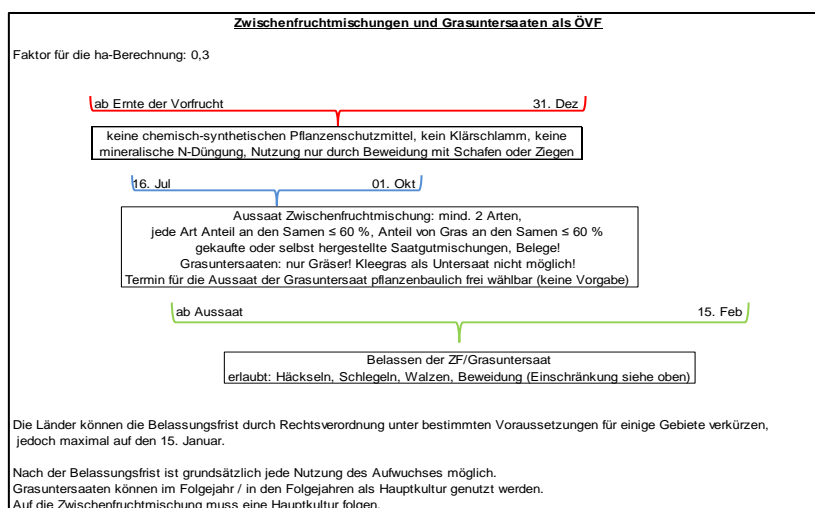 Zwischenfruchtmischungen und Grasuntersaaten als ÖVF
Faktor für die ha-Berechnung: 0,3
ab Ernte der Vorfrucht 31. Dez
keine chemisch-synthetischen Pflanzenschutzmittel, kein Klärschlamm, keine
mineralische N-Düngung, Nutzung nur durch Beweidung mit Schafen oder Ziegen
16. Jul 01. Okt
Aussaat Zwischenfruchtmischung: mind. 2 Arten,
jede Art Anteil an den Samen ≤ 60 %, Anteil von Gras an den Samen ≤ 60 %
gekaufte oder selbst hergestellte Saatgutmischungen, Belege!
Grasuntersaaten: nur Gräser! Kleegras als Untersaat nicht möglich!
Termin für die Aussaat der Grasuntersaat pflanzenbaulich frei wählbar (keine Vorgabe)
ab Aussaat 15. Feb
Belassen der ZF/Grasuntersaat
erlaubt: Häckseln, Schlegeln, Walzen, Beweidung (Einschränkung siehe oben)
Die Länder können die Belassungsfrist durch Rechtsverordnung unter bestimmten Voraussetzungen für einige Gebiete verkürzen,
jedoch maximal auf den 15. Januar.
Nach der Belassungsfrist ist grundsätzlich jede Nutzung des Aufwuchses möglich.
Grasuntersaaten können im Folgejahr / in den Folgejahren als Hauptkultur genutzt werden.
Auf die Zwischenfruchtmischung muss eine Hauptkultur folgen.